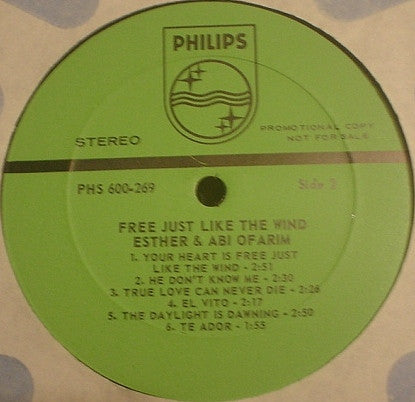 PHILIPS
STEREO
PROMOTIONAL COPY
NOT FOR SALE
PHS 600-269
Side 2
FREE JUST LIKE THE WIND
ESTHER & ABI OFARIM
1. YOUR HEART IS FREE JUST
LIKE THE WIND - 2:51
2. HE DON'T KNOW ME - 2:30
3. TRUE LOVE CAN NEVER DIE - 2:26
4. EL VITO - 2:17
5. THE DAYLIGHT IS DAWNING - 2:50
6. TE ADOR - 1:55